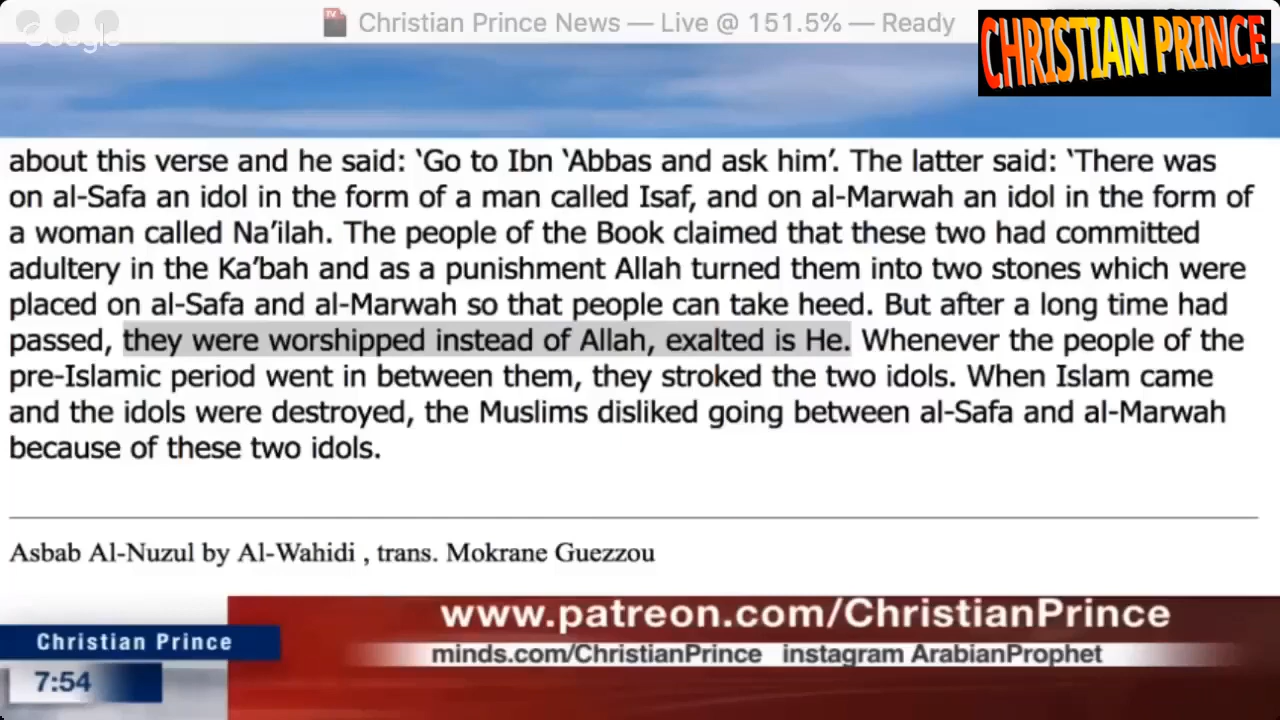 Google
TV
Christian Prince News — Live @ 151.5% — Ready
CHRISTIAN PRINCE
about this verse and he said: ‘Go to Ibn ‘Abbas and ask him’. The latter said: ‘There was
on al-Safa an idol in the form of a man called Isaf, and on al-Marwah an idol in the form of
a woman called Na’ilah. The people of the Book claimed that these two had committed
adultery in the Ka’bah and as a punishment Allah turned them into two stones which were
placed on al-Safa and al-Marwah so that people can take heed. But after a long time had
passed, they were worshipped instead of Allah, exalted is He. Whenever the people of the
pre-Islamic period went in between them, they stroked the two idols. When Islam came
and the idols were destroyed, the Muslims disliked going between al-Safa and al-Marwah
because of these two idols.
Asbab Al-Nuzul by Al-Wahidi , trans. Mokrane Guezzou
www.patreon.com/ChristianPrince
Christian Prince
minds.com/ChristianPrince instagram ArabianProphet
7:54